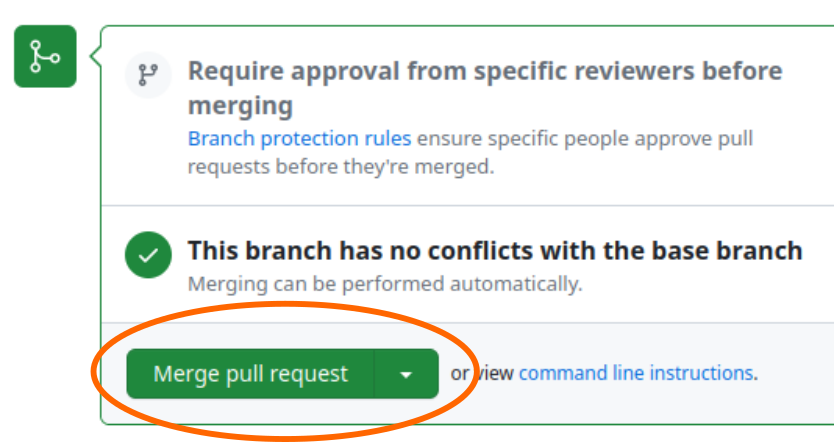 Require approval from specific reviewers before
merging
Branch protection rules ensure specific people approve pull
requests before they're merged.
This branch has no conflicts with the base branch
Merging can be performed automatically.
Merge pull request or view command line instructions.